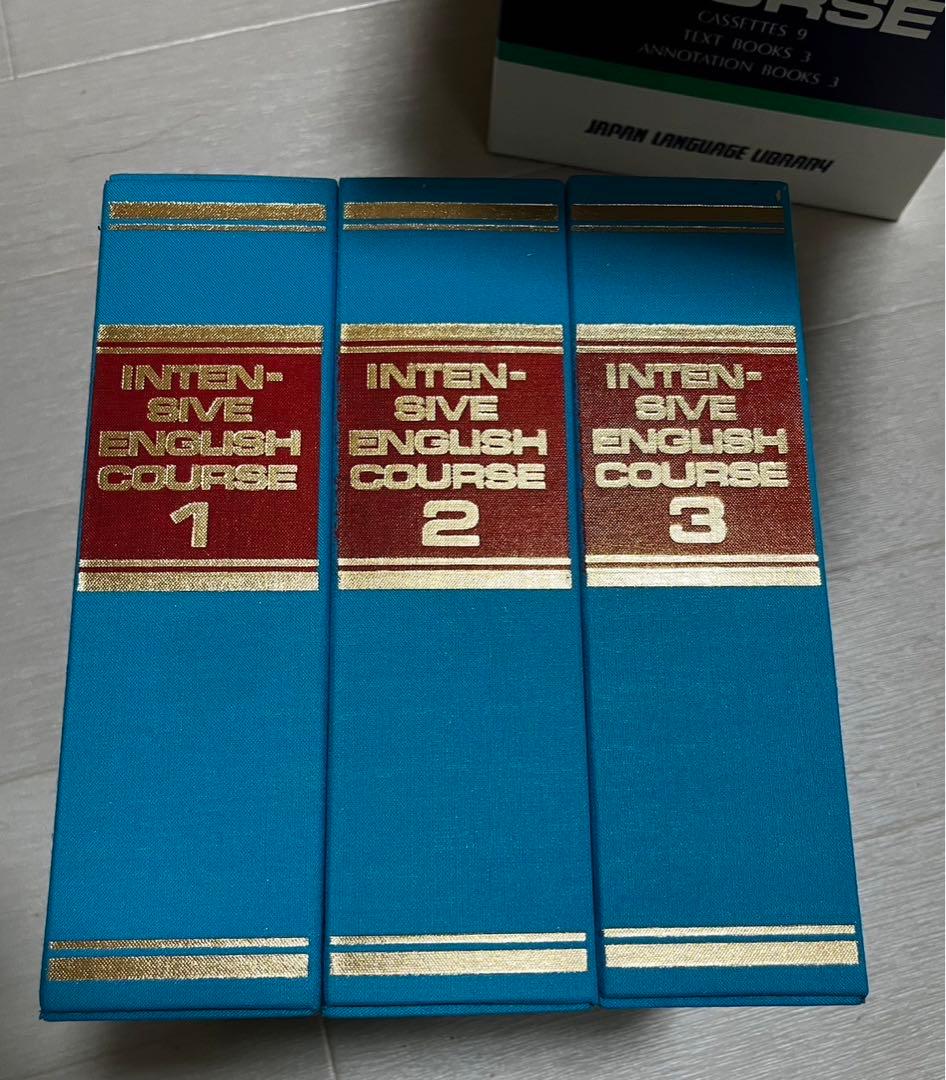 CASSETTES 9
TEXT BOOKS 3
ANNOTATION BOOKS 3
JAPAN LANGUAGE LIBRARY
INTEN-
SIVE
ENGLISH
COURSE
1
INTEN-
SIVE
ENGLISH
COURSE
2
INTEN-
SIVE
ENGLISH
COURSE
3